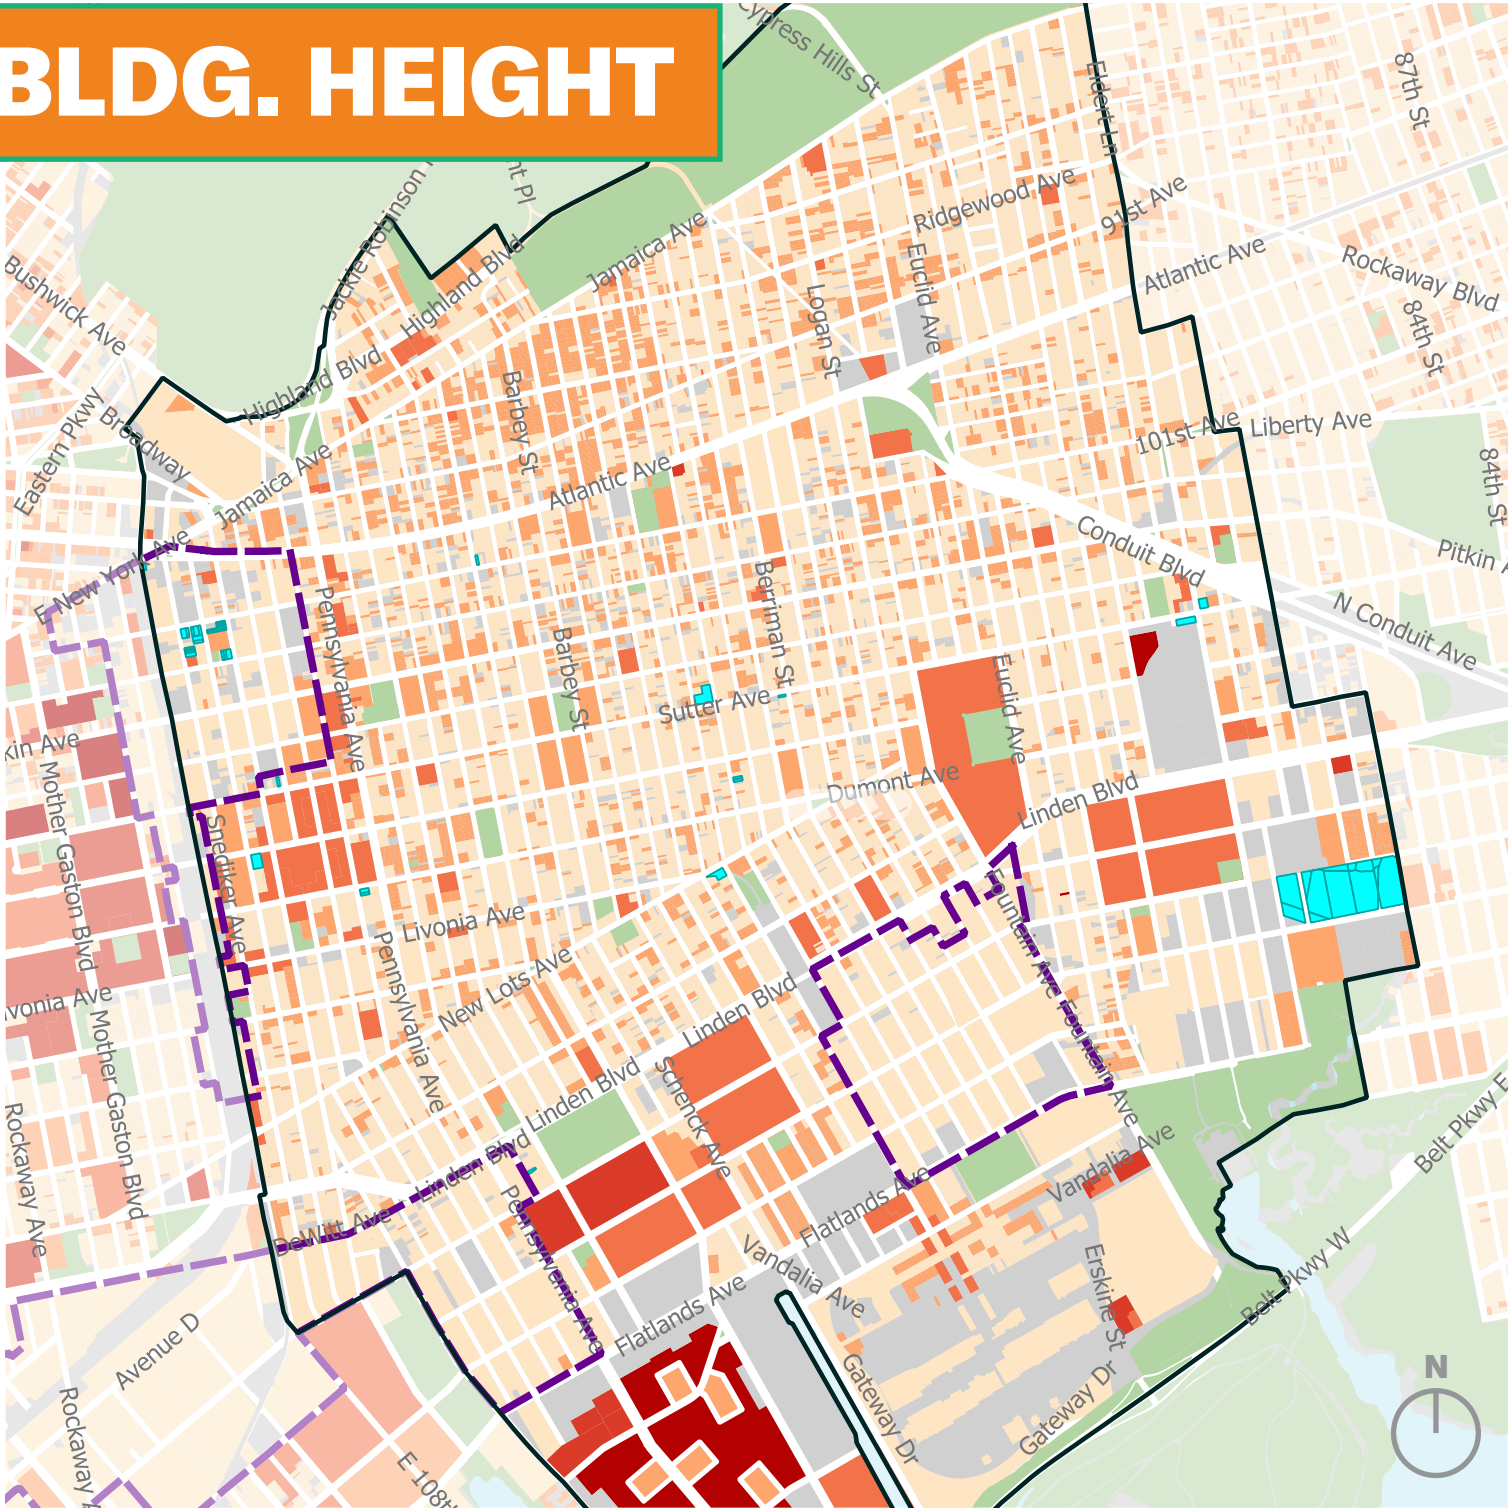 BLDG. HEIGHT
Cypress Hills St
Eldert Ln
87th St
Jackie Robinson
nt Pl
Ridgewood Ave
91st Ave
Bushwick Ave
Highland Blvd
Jamaica Ave
Euclid Ave
Atlantic Ave
Rockaway Blvd
Logan St
84th St
Highland Blvd
Barbey St
Eastern Pkwy
Broadway
Jamaica Ave
101st Ave
Liberty Ave
84th St
Atlantic Ave
E New York Ave
Conduit Blvd
Pitkin A
N Conduit Ave
Pennsylvania Ave
Berriman St
Barbey St
Euclid Ave
Sutter Ave
kin Ave
Mother Gaston Blvd
Dumont Ave
Linden Blvd
Snediker Ave
Livonia Ave
Fountain Ave
Pennsylvania Ave
New Lots Ave
Linden Blvd
vonia Ave
Mother Gaston Blvd
Fountain Ave
Schenck Ave
Linden Blvd
Rockaway Ave
Linden Blvd
Vandalia Ave
Belt Pkwy E
Pennsylvania Ave
Flatlands Ave
DeWitt Ave
Vandalia Ave
Erskine St
Belt Pkwy W
Flatlands Ave
Avenue D
Gateway Dr
Gateway Dr
Rockaway A
E 108th
N